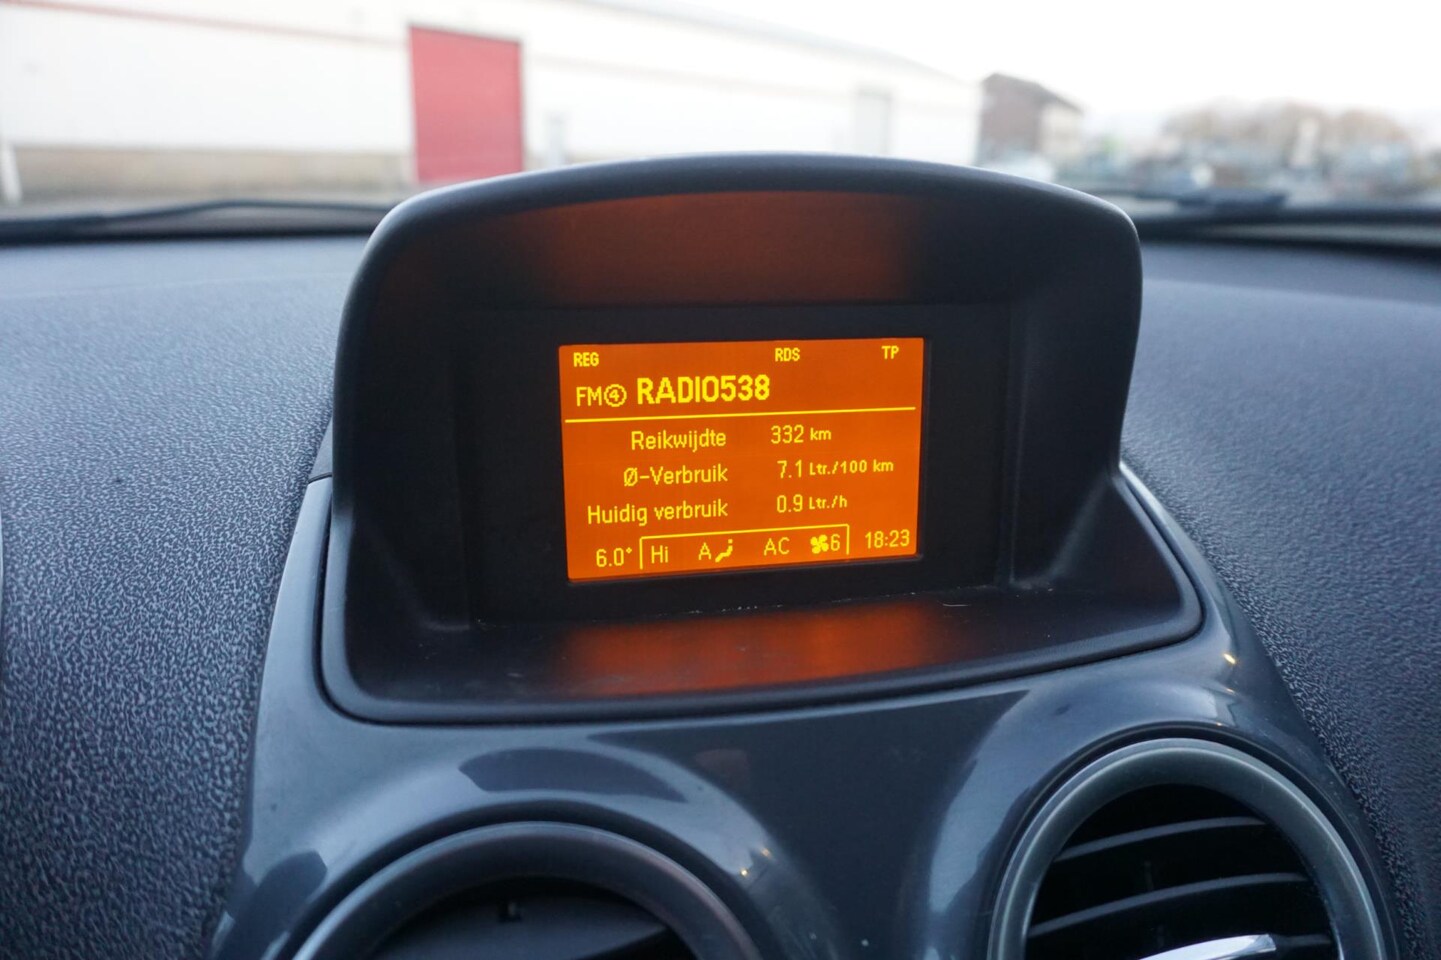 REG RDS TP
FM④ RADIO538
Reikwijdte 332 km
Ø-Verbruik 7.1 Ltr./100 km
Huidig verbruik 0.9 Ltr./h
6.0° Hi A AC 6 18:23